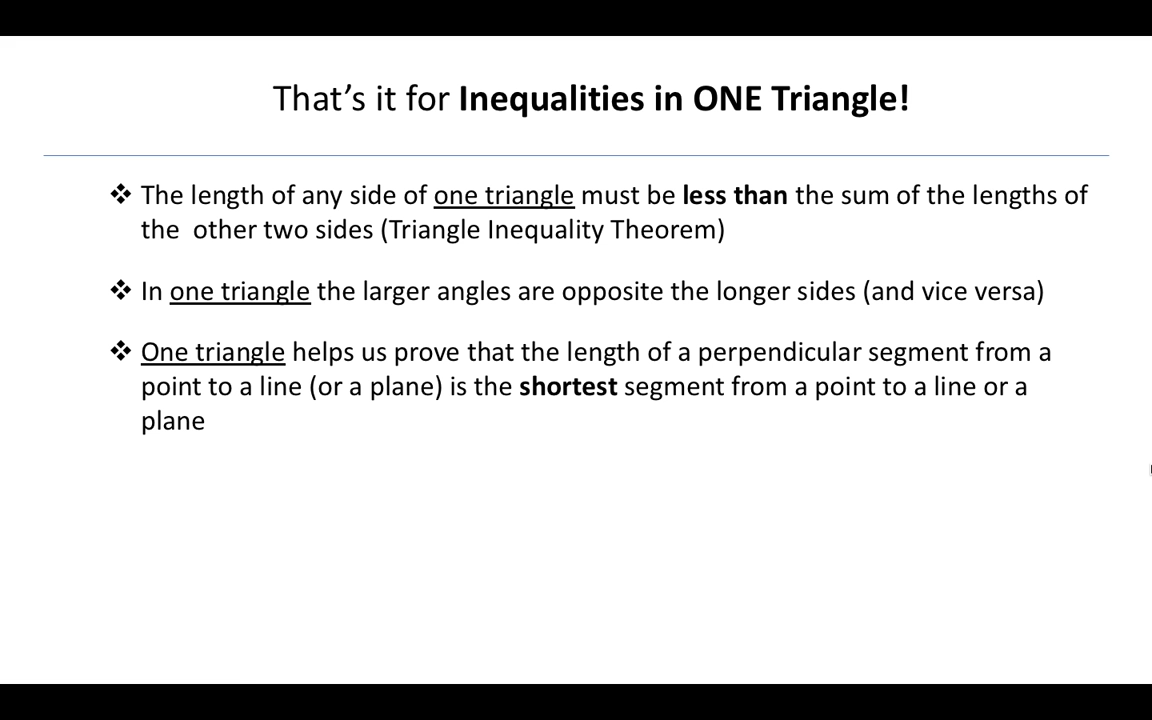 That’s it for Inequalities in ONE Triangle!
❖ The length of any side of one triangle must be less than the sum of the lengths of
the  other two sides (Triangle Inequality Theorem)
❖ In one triangle the larger angles are opposite the longer sides (and vice versa)
❖ One triangle helps us prove that the length of a perpendicular segment from a
point to a line (or a plane) is the shortest segment from a point to a line or a
plane